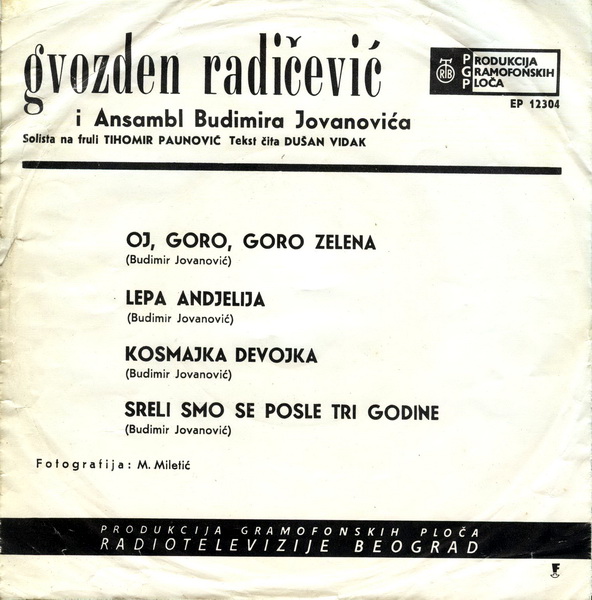 gvozden radičević
i Ansambl Budimira Jovanovića
Solista na fruli TIHOMIR PAUNOVIĆ Tekst čita DUŠAN VIDAK
RTB
PRODUKCIJA
GRAMOFONSKIH
PLOČA
EP 12304
OJ, GORO, GORO ZELENA
(Budimir Jovanović)
LEPA ANDJELIJA
(Budimir Jovanović)
KOSMAJKA DEVOJKA
(Budimir Jovanović)
SRELI SMO SE POSLE TRI GODINE
(Budimir Jovanović)
Fotografija: M. Miletić
PRODUKCIJA GRAMOFONSKIH PLOČA
RADIOTELEVIZIJE BEOGRAD
F